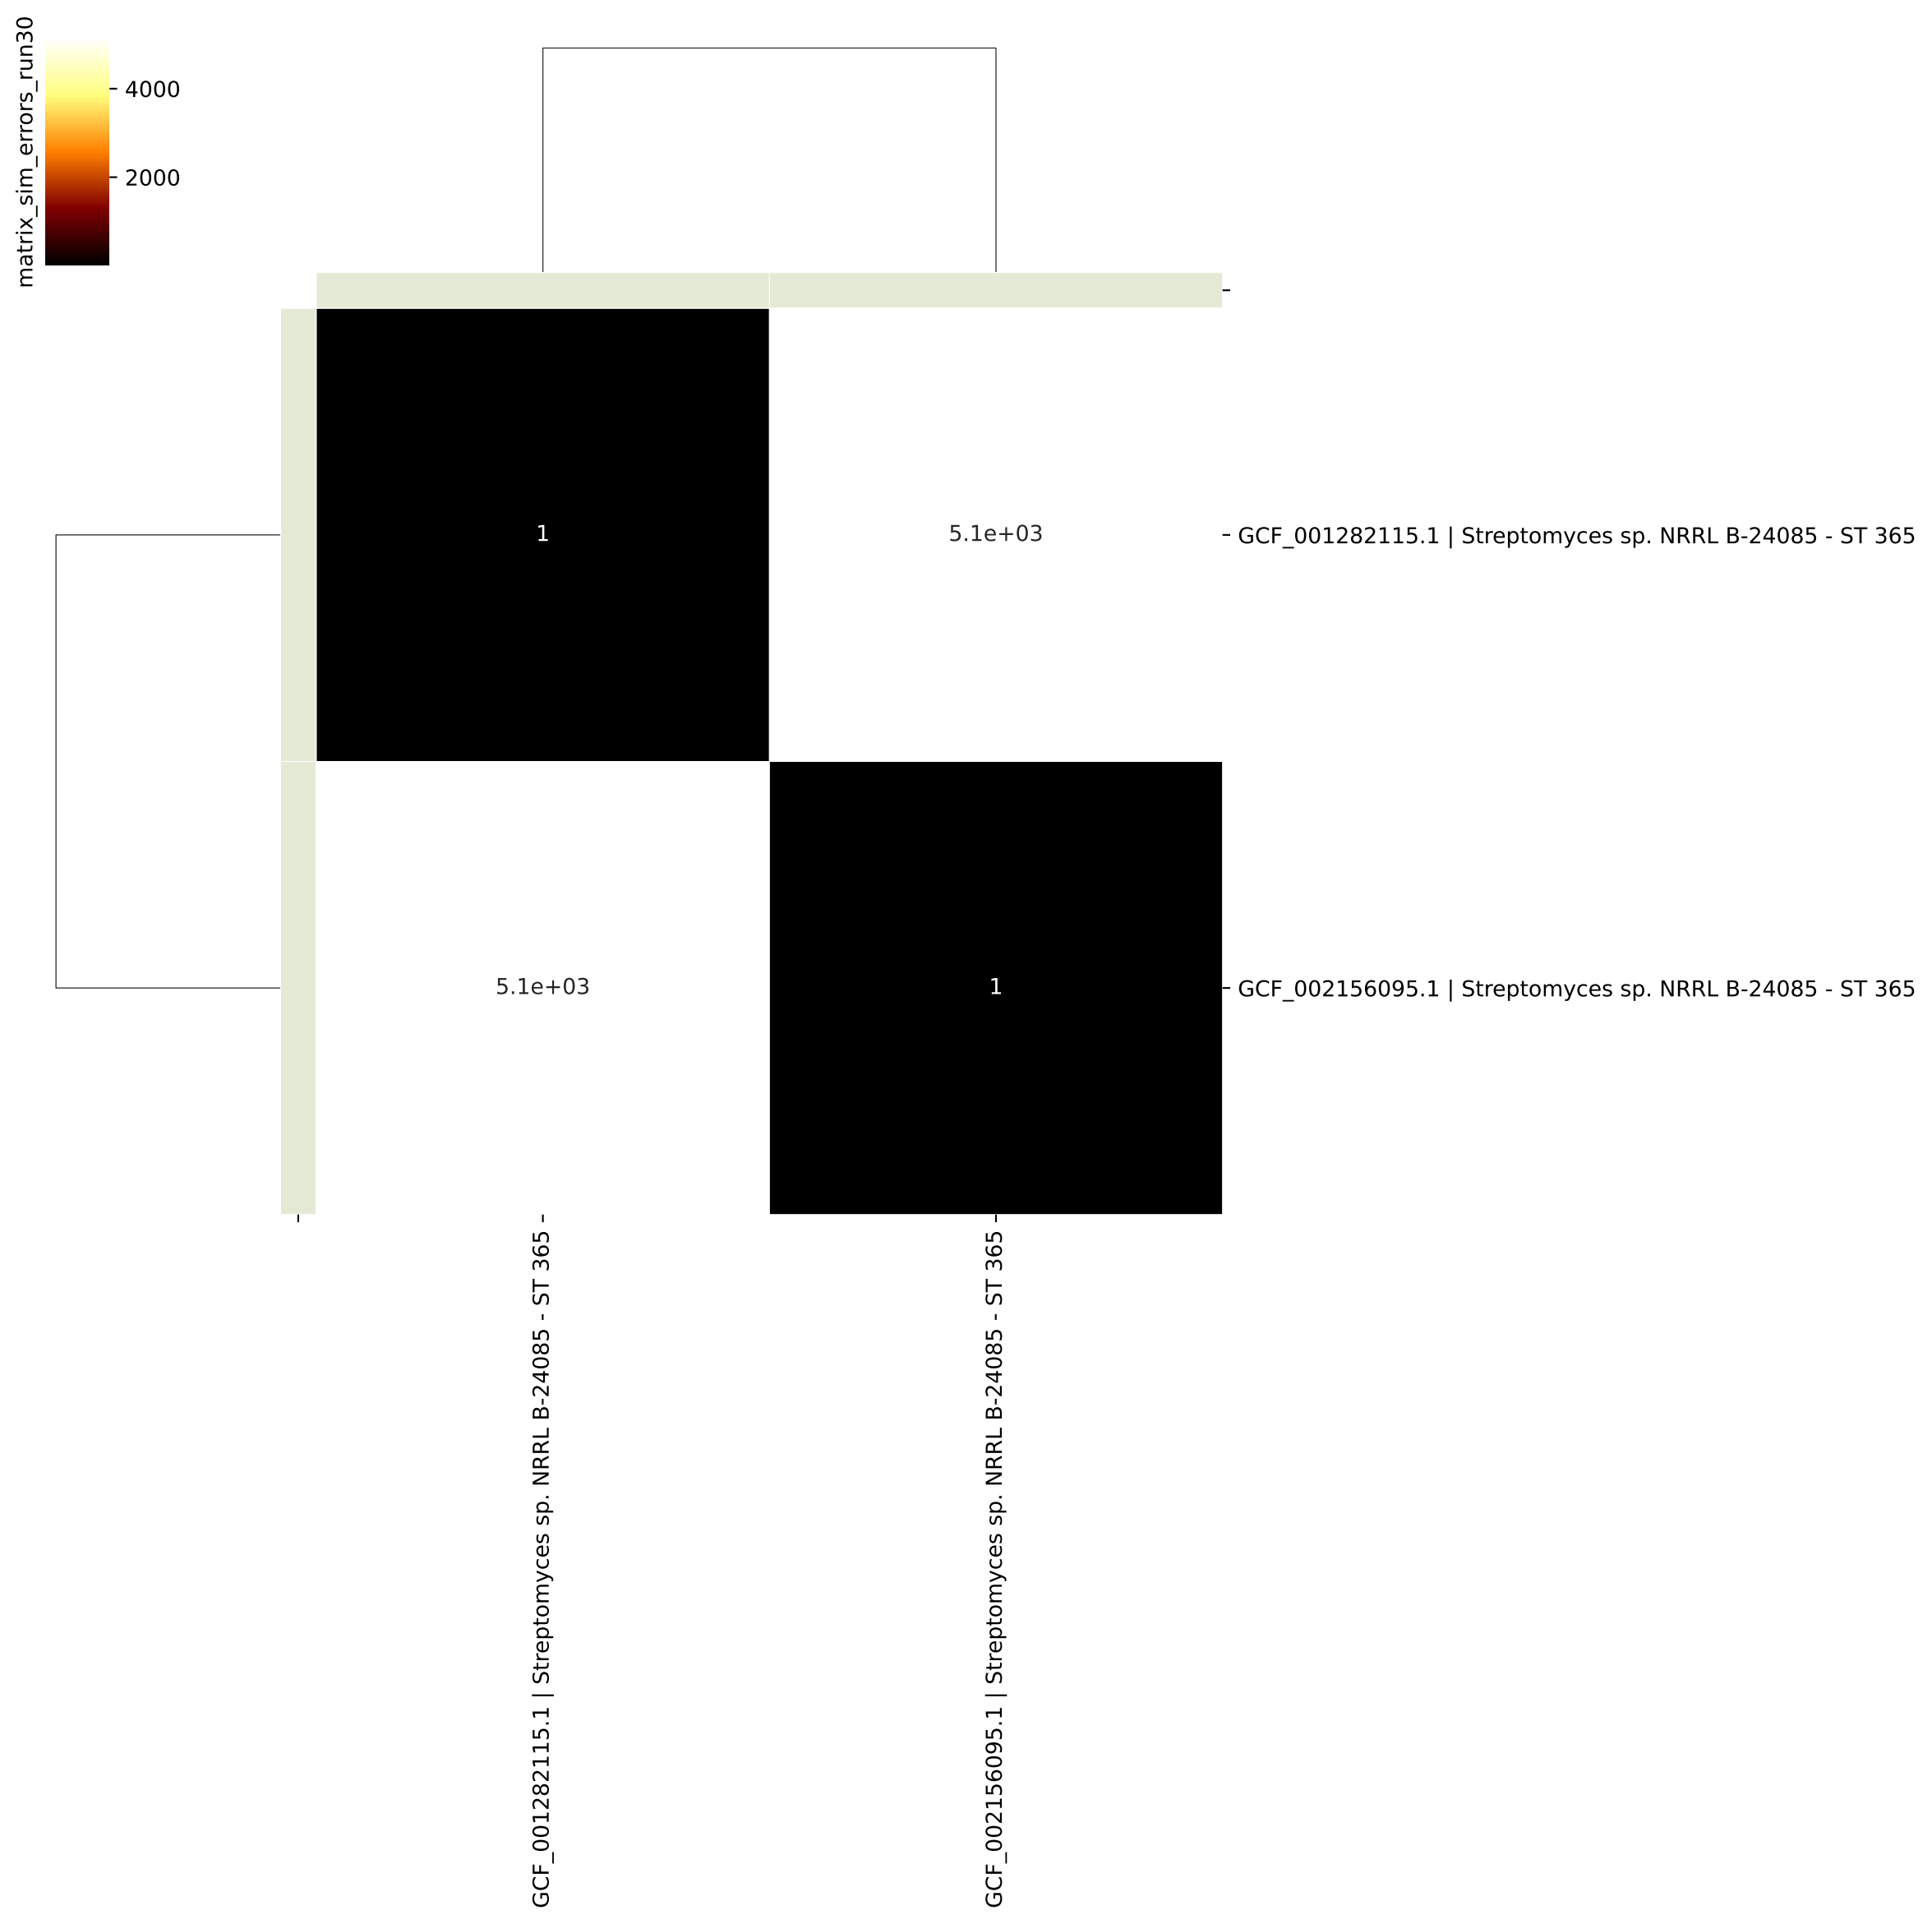 matrix_sim_errors_run30
4000
2000
1
5.1e+03
GCF_001282115.1 | Streptomyces sp. NRRL B-24085 - ST 365
5.1e+03
1
GCF_002156095.1 | Streptomyces sp. NRRL B-24085 - ST 365
GCF_001282115.1 | Streptomyces sp. NRRL B-24085 - ST 365
GCF_002156095.1 | Streptomyces sp. NRRL B-24085 - ST 365